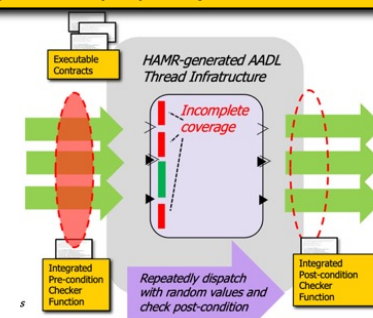 Executable
Contracts
HAMR-generated AADL
Thread Infratructure
Incomplete
coverage
Integrated
Pre-condition
Checker
Function
Repeatedly dispatch
with random values and
check post-condition
Integrated
Post-condition
Checker
Function
s